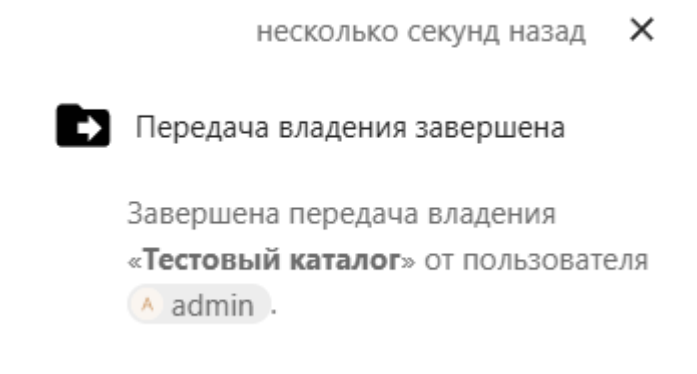 несколько секунд назад
Передача владения завершена
Завершена передача владения
«Тестовый каталог» от пользователя
A admin .